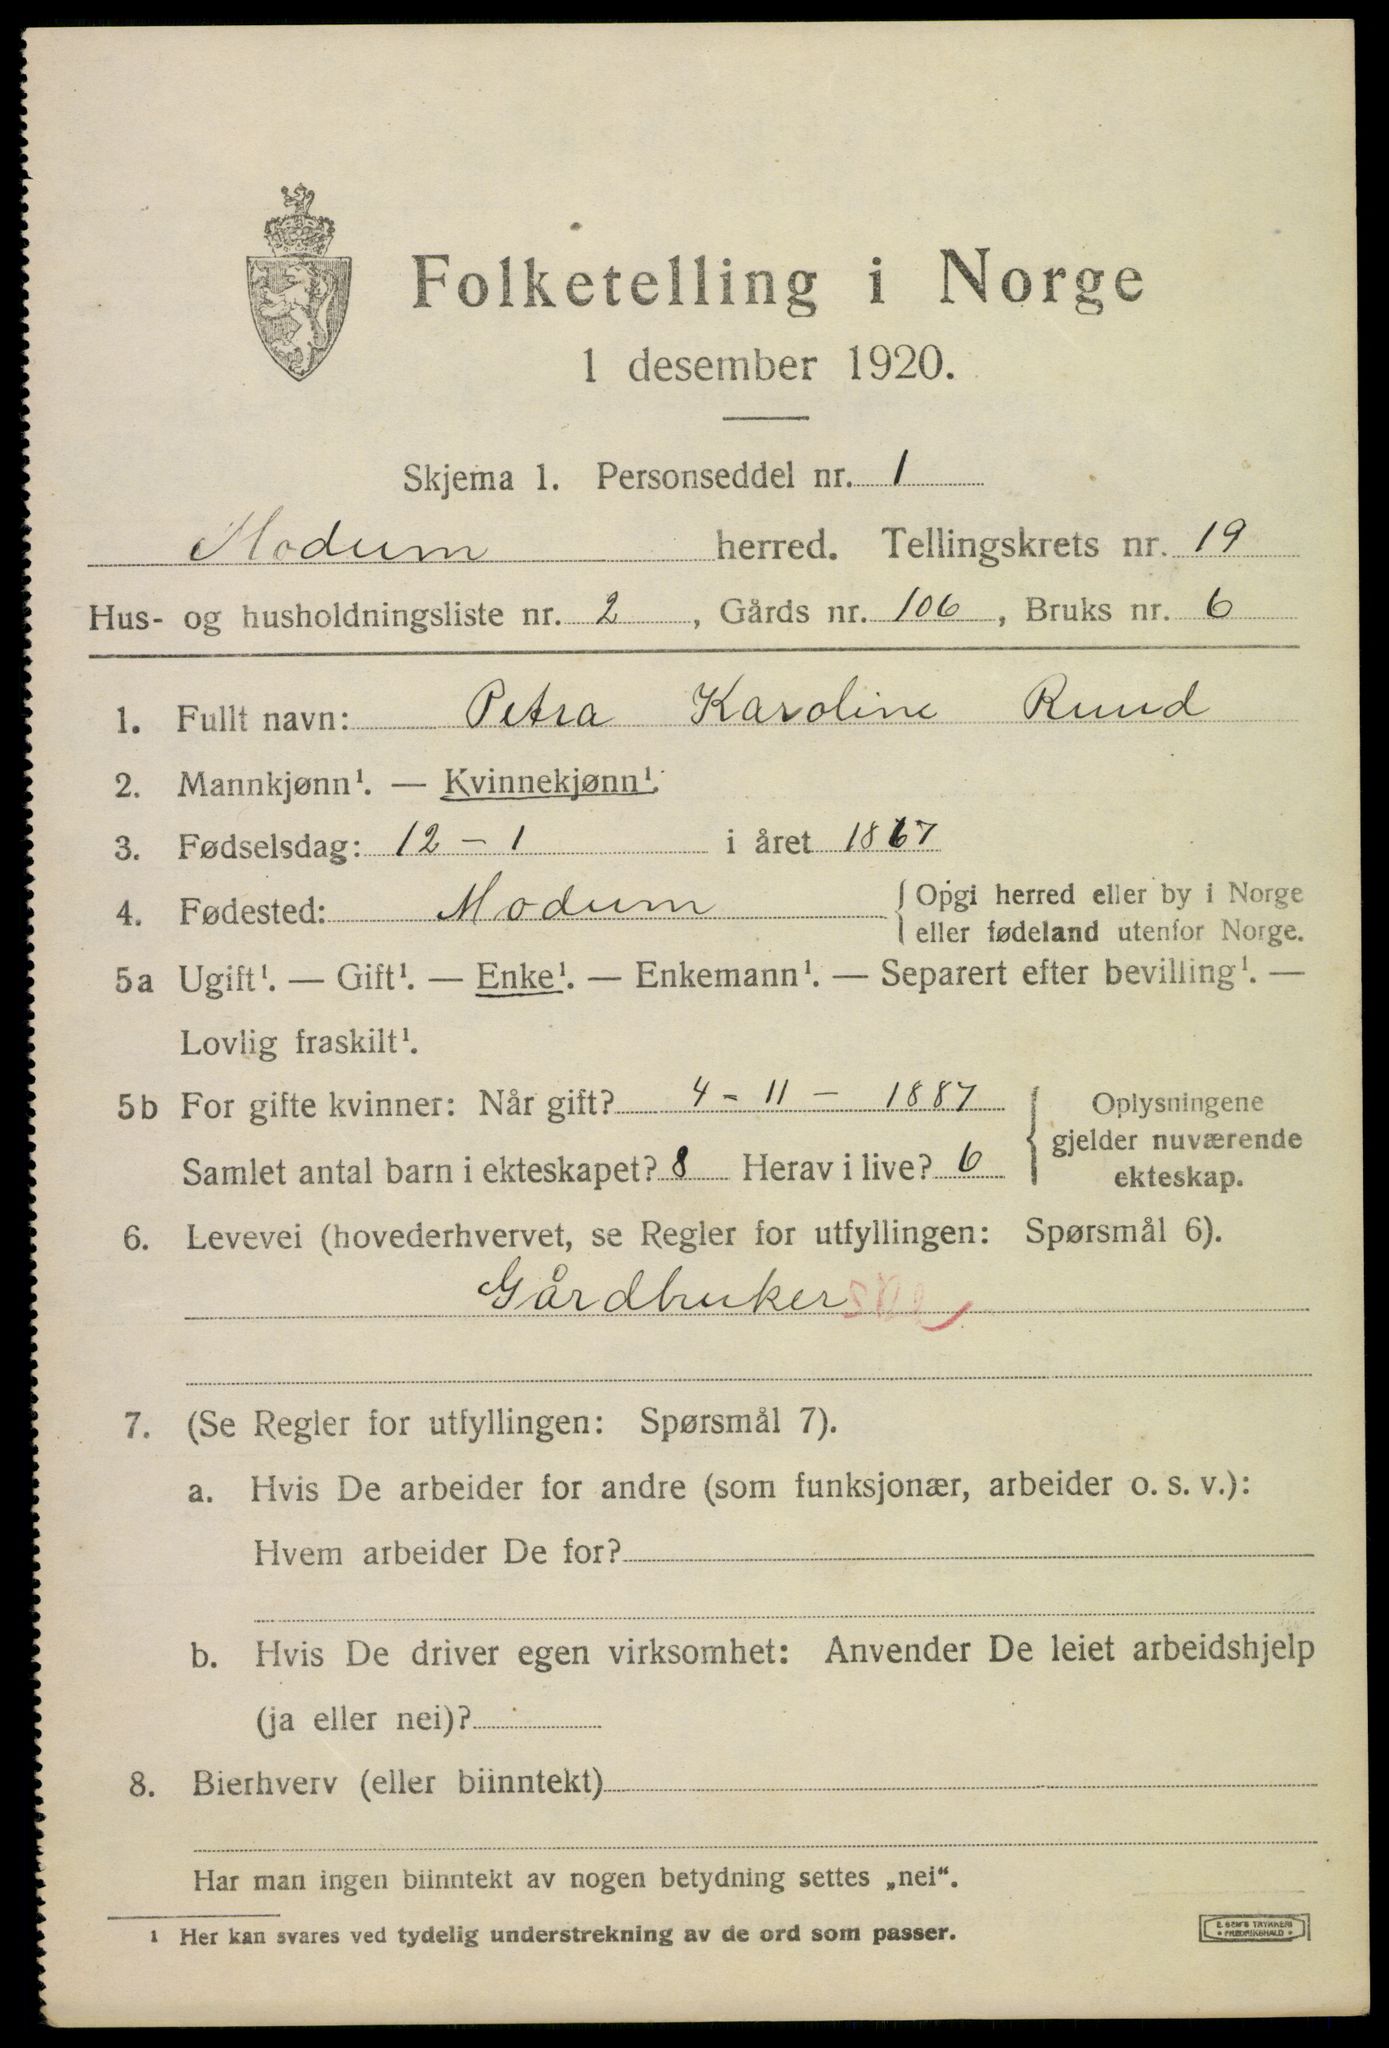 Folketelling i Norge
1 desember 1920.
Skjema 1. Personseddel nr. 1
Modum herred. Tellingskrets nr. 19
Hus- og husholdningsliste nr. 2, Gårds nr. 106, Bruks nr. 6
1. Fullt navn: Petra Karoline Ruud
2. Mannkjønn¹. — Kvinnekjønn¹.
3. Fødselsdag: 12 - 1 i året 1867
4. Fødested: Modum { Opgi herred eller by i Norge
eller fødeland utenfor Norge.
5a Ugift¹. — Gift¹. — Enke¹. — Enkemann¹. — Separert efter bevilling¹. —
Lovlig fraskilt¹.
5b For gifte kvinner: Når gift? 4 - 11 - 1887
Samlet antal barn i ekteskapet? 8 Herav i live? 6
{ Oplysningene
gjelder nuværende
ekteskap.
6. Levevei (hovederhvervet, se Regler for utfyllingen: Spørsmål 6).
Gårdbruker
7. (Se Regler for utfyllingen: Spørsmål 7).
a. Hvis De arbeider for andre (som funksjonær, arbeider o. s. v.):
Hvem arbeider De for?
b. Hvis De driver egen virksomhet: Anvender De leiet arbeidshjelp
(ja eller nei)?
8. Bierhverv (eller biinntekt)
Har man ingen biinntekt av nogen betydning settes „nei“.
¹ Her kan svares ved tydelig understrekning av de ord som passer.
E. SEM'S TRYKKERI
• FREDRIKSHALD •